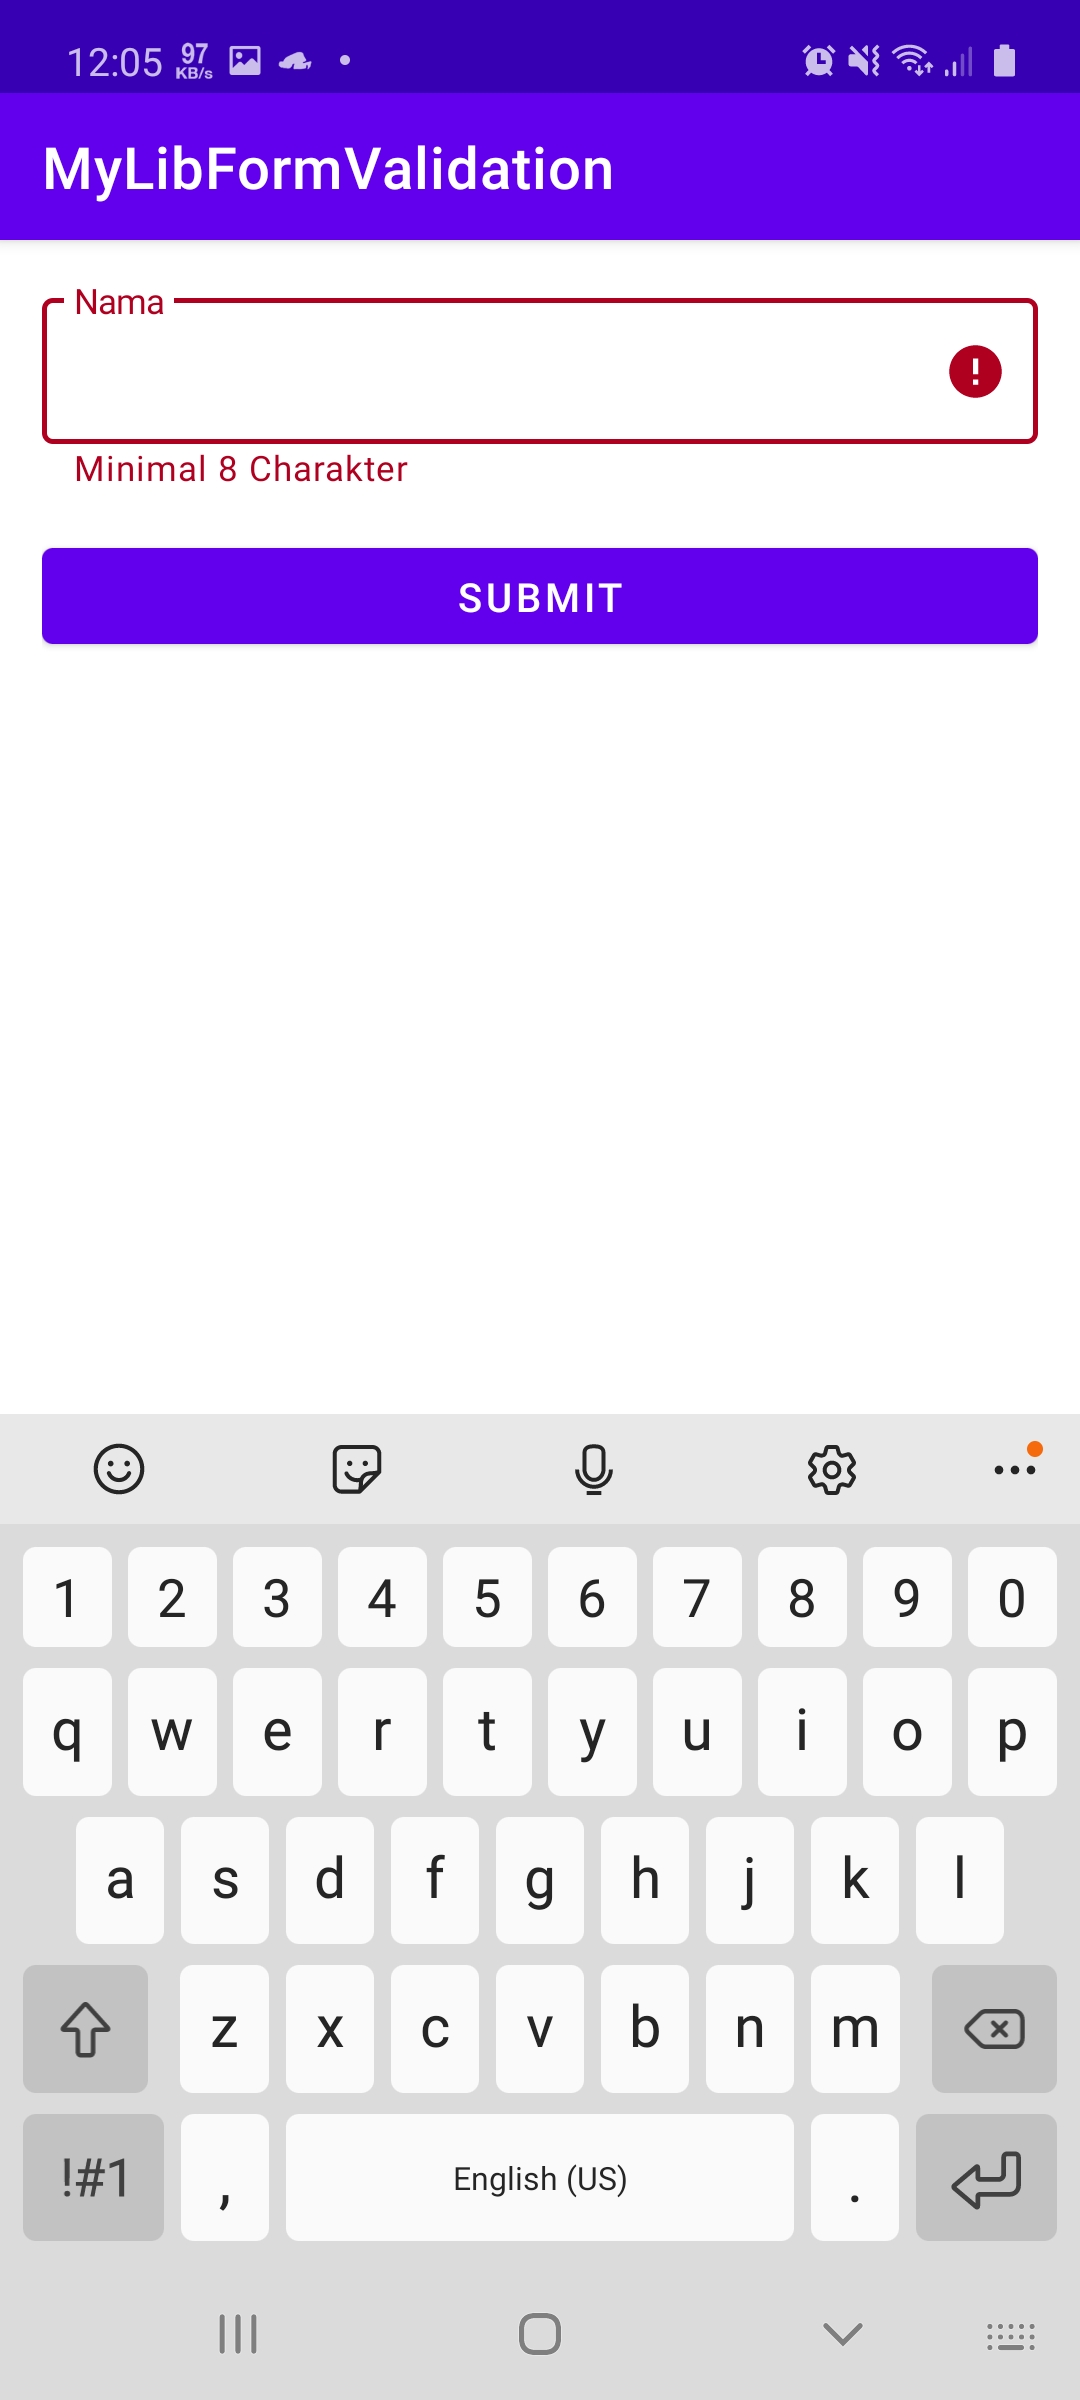 12:05 97 KB/s
MyLibFormValidation
Nama
Minimal 8 Charakter
SUBMIT
1 2 3 4 5 6 7 8 9 0
q w e r t y u i o p
a s d f g h j k l
z x c v b n m
!#1 , English (US) .